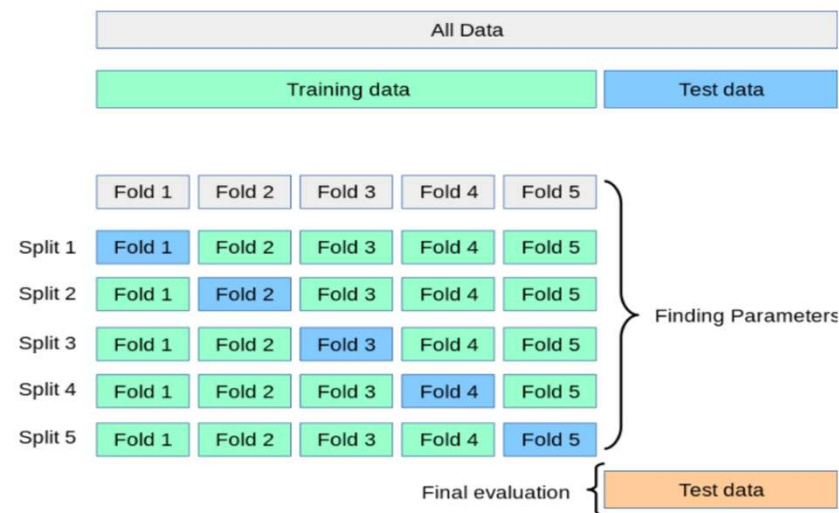 All Data
Training data Test data
Fold 1 Fold 2 Fold 3 Fold 4 Fold 5
Split 1 Fold 1 Fold 2 Fold 3 Fold 4 Fold 5
Split 2 Fold 1 Fold 2 Fold 3 Fold 4 Fold 5
Finding Parameters
Split 3 Fold 1 Fold 2 Fold 3 Fold 4 Fold 5
Split 4 Fold 1 Fold 2 Fold 3 Fold 4 Fold 5
Split 5 Fold 1 Fold 2 Fold 3 Fold 4 Fold 5
Final evaluation Test data